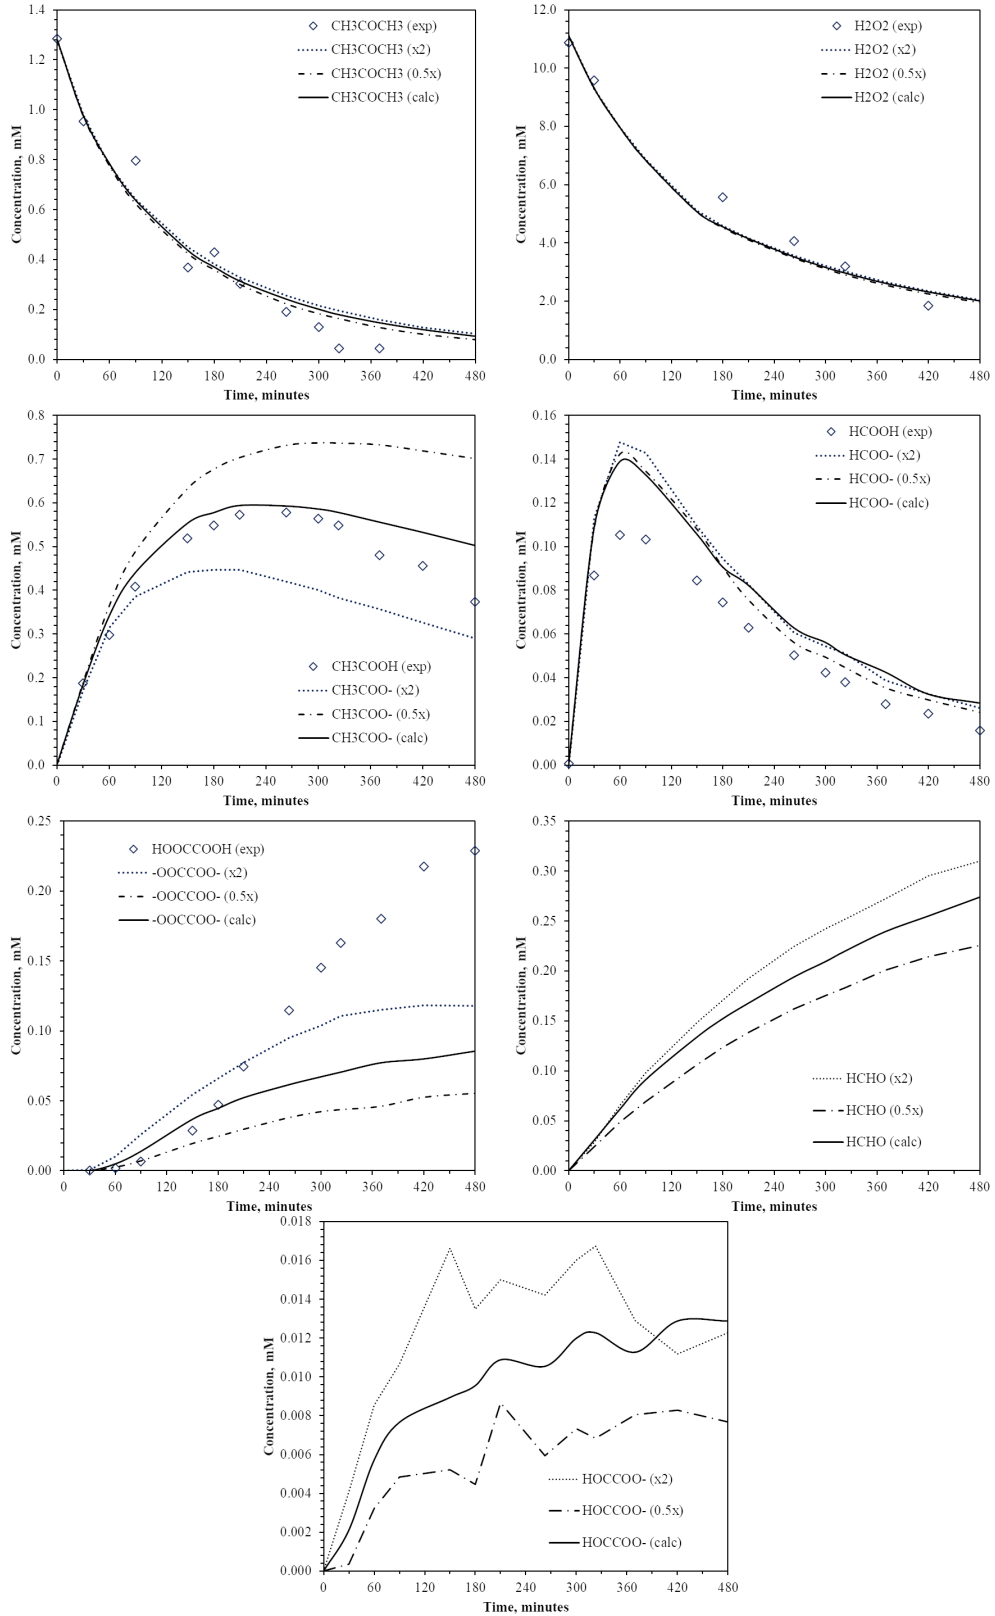 1.4
1.2
1.0
0.8
0.6
0.4
0.2
0.0
Concentration, mM
CH3COCH3 (exp)
CH3COCH3 (x2)
CH3COCH3 (0.5x)
CH3COCH3 (calc)
0 60 120 180 240 300 360 420 480
Time, minutes
12.0
10.0
8.0
6.0
4.0
2.0
0.0
Concentration, mM
H2O2 (exp)
H2O2 (x2)
H2O2 (0.5x)
H2O2 (calc)
0 60 120 180 240 300 360 420 480
Time, minutes
0.8
0.7
0.6
0.5
0.4
0.3
0.2
0.1
0.0
Concentration, mM
CH3COOH (exp)
CH3COO- (x2)
CH3COO- (0.5x)
CH3COO- (calc)
0 60 120 180 240 300 360 420 480
Time, minutes
0.16
0.14
0.12
0.10
0.08
0.06
0.04
0.02
0.00
Concentration, mM
HCOOH (exp)
HCOO- (x2)
HCOO- (0.5x)
HCOO- (calc)
0 60 120 180 240 300 360 420 480
Time, minutes
0.25
0.20
0.15
0.10
0.05
0.00
Concentration, mM
HOOCCOOH (exp)
-OOCCOO- (x2)
-OOCCOO- (0.5x)
-OOCCOO- (calc)
0 60 120 180 240 300 360 420 480
Time, minutes
0.35
0.30
0.25
0.20
0.15
0.10
0.05
0.00
Concentration, mM
HCHO (x2)
HCHO (0.5x)
HCHO (calc)
0 60 120 180 240 300 360 420 480
Time, minutes
0.018
0.016
0.014
0.012
0.010
0.008
0.006
0.004
0.002
0.000
Concentration, mM
HOCCOO- (x2)
HOCCOO- (0.5x)
HOCCOO- (calc)
0 60 120 180 240 300 360 420 480
Time, minutes